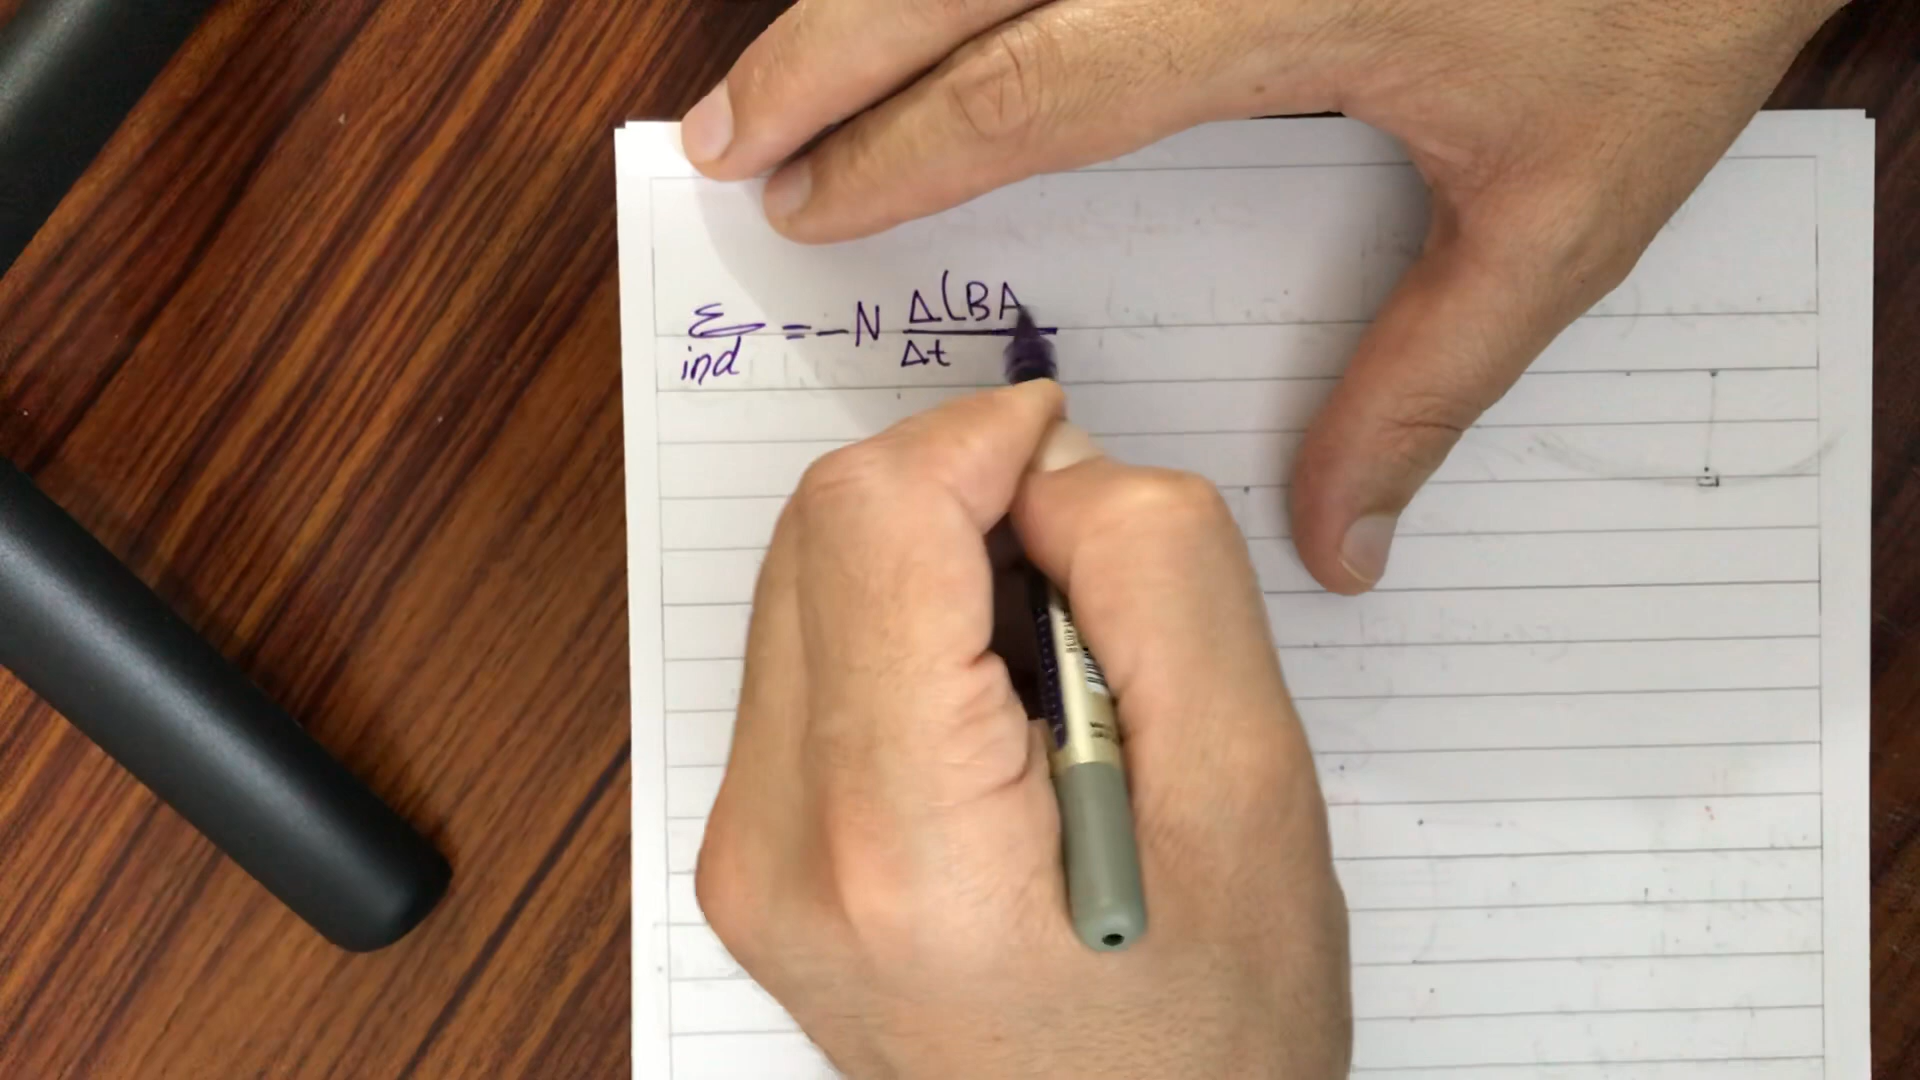 ε ind = -N Δ(BA / Δt